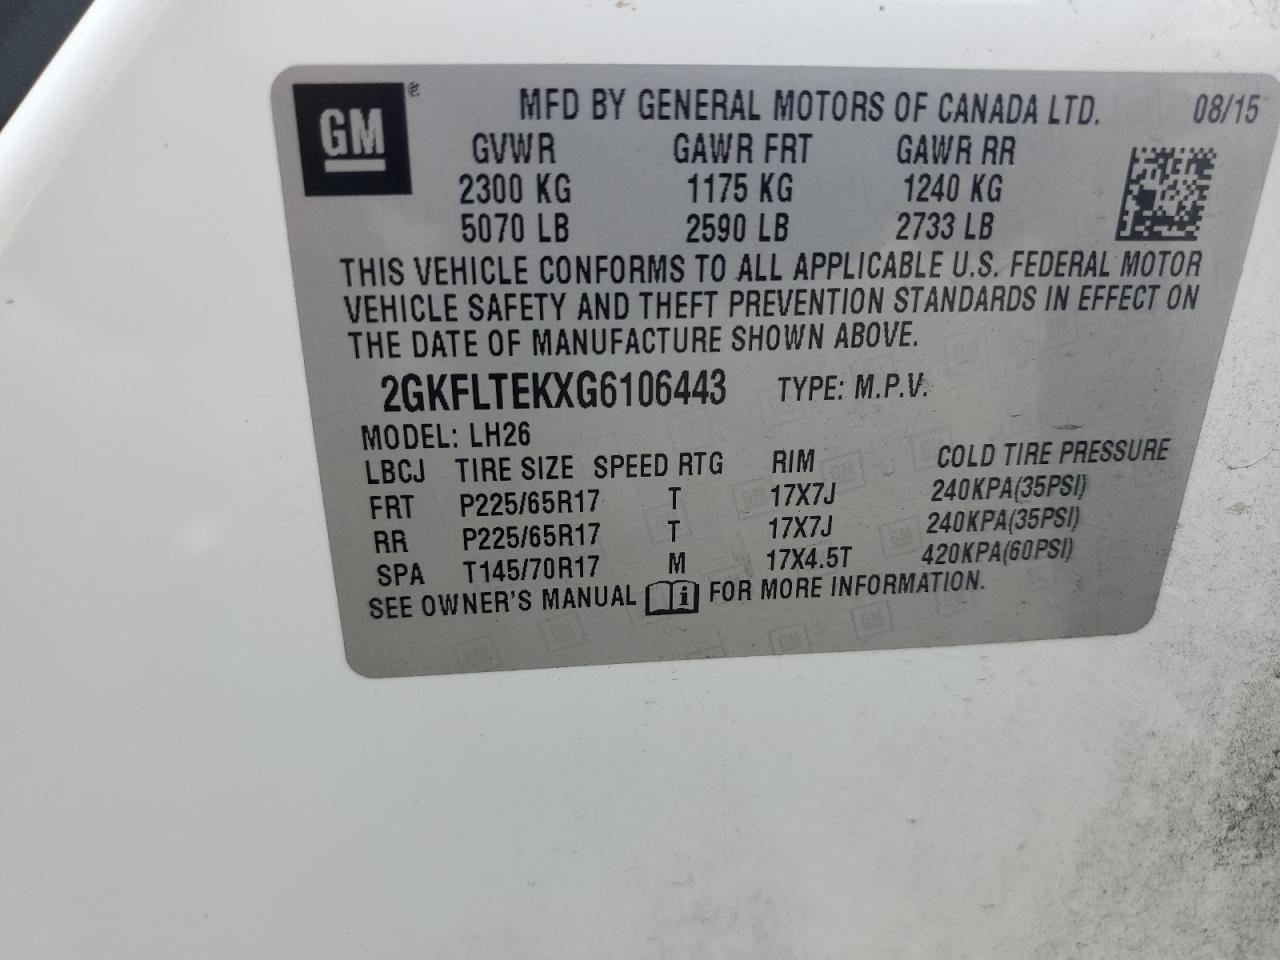 GM ® MFD BY GENERAL MOTORS OF CANADA LTD. 08/15
GVWR GAWR FRT GAWR RR
2300 KG 1175 KG 1240 KG
5070 LB 2590 LB 2733 LB
THIS VEHICLE CONFORMS TO ALL APPLICABLE U.S. FEDERAL MOTOR
VEHICLE SAFETY AND THEFT PREVENTION STANDARDS IN EFFECT ON
THE DATE OF MANUFACTURE SHOWN ABOVE.
2GKFLTEKXG6106443 TYPE: M.P.V.
MODEL: LH26
LBCJ TIRE SIZE SPEED RTG RIM COLD TIRE PRESSURE
FRT P225/65R17 T 17X7J 240KPA(35PSI)
RR P225/65R17 T 17X7J 240KPA(35PSI)
SPA T145/70R17 M 17X4.5T 420KPA(60PSI)
SEE OWNER'S MANUAL i FOR MORE INFORMATION.